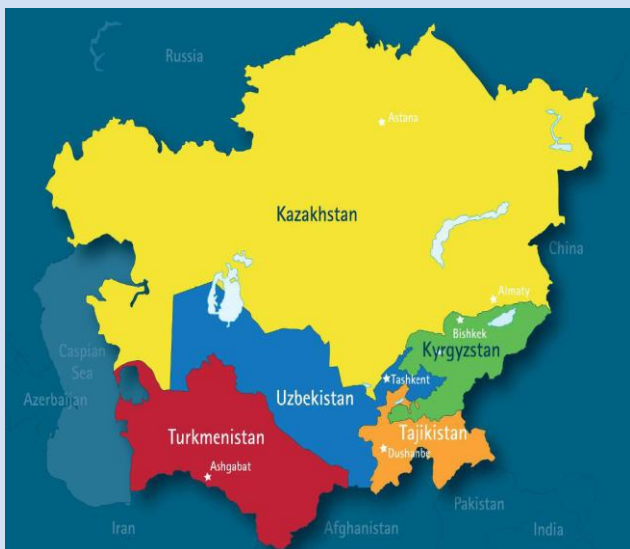 Russia
Astana
Kazakhstan
China
Almaty
Bishkek
Kyrgyzstan
Caspian
Sea
Azerbaijan
Tashkent
Uzbekistan
Turkmenistan
Tajikistan
Ashgabat
Dushanbe
Pakistan
Iran
Afghanistan
India